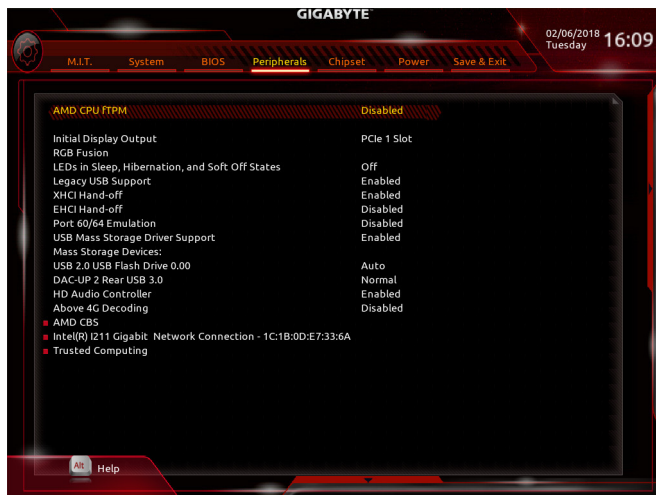 GIGABYTE™
02/06/2018 Tuesday 16:09
M.I.T. System BIOS Peripherals Chipset Power Save & Exit
AMD CPU fTPM Disabled
Initial Display Output PCIe 1 Slot
RGB Fusion
LEDs in Sleep, Hibernation, and Soft Off States Off
Legacy USB Support Enabled
XHCI Hand-off Enabled
EHCI Hand-off Disabled
Port 60/64 Emulation Disabled
USB Mass Storage Driver Support Enabled
Mass Storage Devices:
USB 2.0 USB Flash Drive 0.00 Auto
DAC-UP 2 Rear USB 3.0 Normal
HD Audio Controller Enabled
Above 4G Decoding Disabled
AMD CBS
Intel(R) I211 Gigabit Network Connection - 1C:1B:0D:E7:33:6A
Trusted Computing
Alt Help